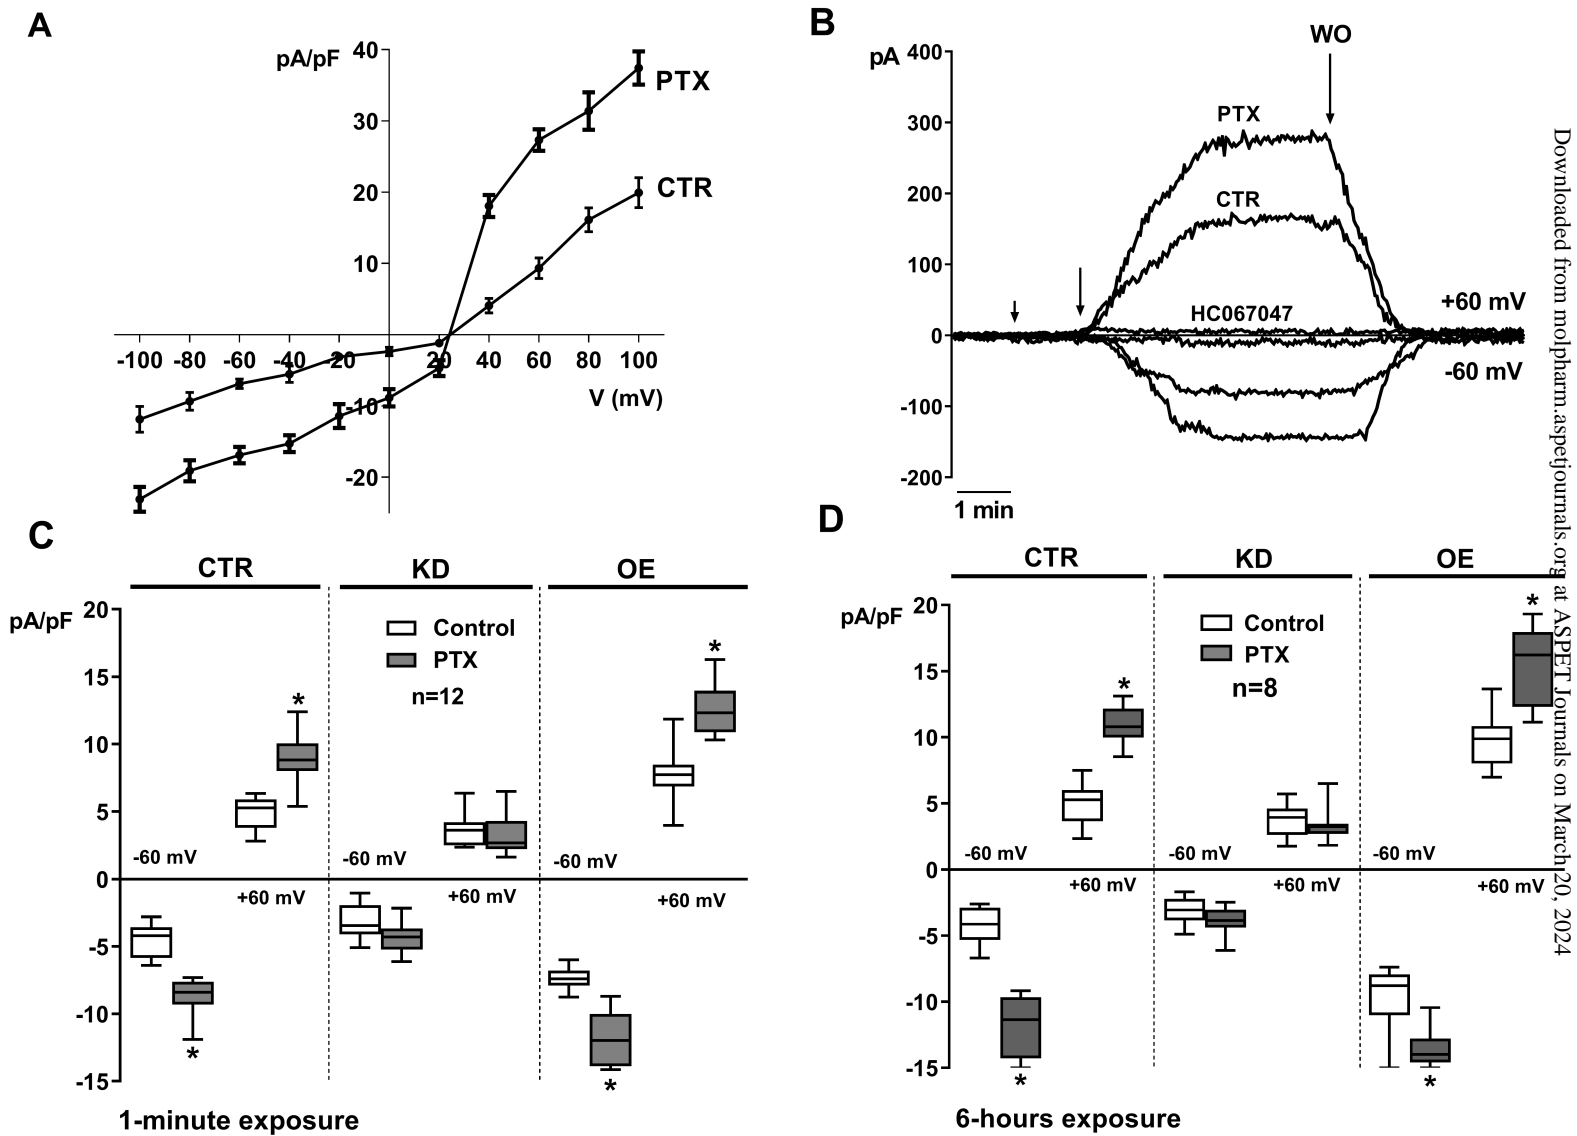 A
pA/pF
40
30
20
10
-10
-20
-100 -80 -60 -40 -20 20 40 60 80 100
V (mV)
PTX
CTR
B
pA
400
300
200
100
0
-100
-200
WO
PTX
CTR
HC067047
+60 mV
-60 mV
1 min
C
CTR KD OE
pA/pF
20
15
10
5
0
-5
-10
-15
Control
PTX
n=12
* *
-60 mV -60 mV -60 mV
+60 mV +60 mV +60 mV
* *
1-minute exposure
D
CTR KD OE
pA/pF
20
15
10
5
0
-5
-10
-15
Control
PTX
n=8
* *
-60 mV -60 mV -60 mV
+60 mV +60 mV +60 mV
* *
6-hours exposure
Downloaded from molpharm.aspetjournals.org at ASPET Journals on March 20, 2024